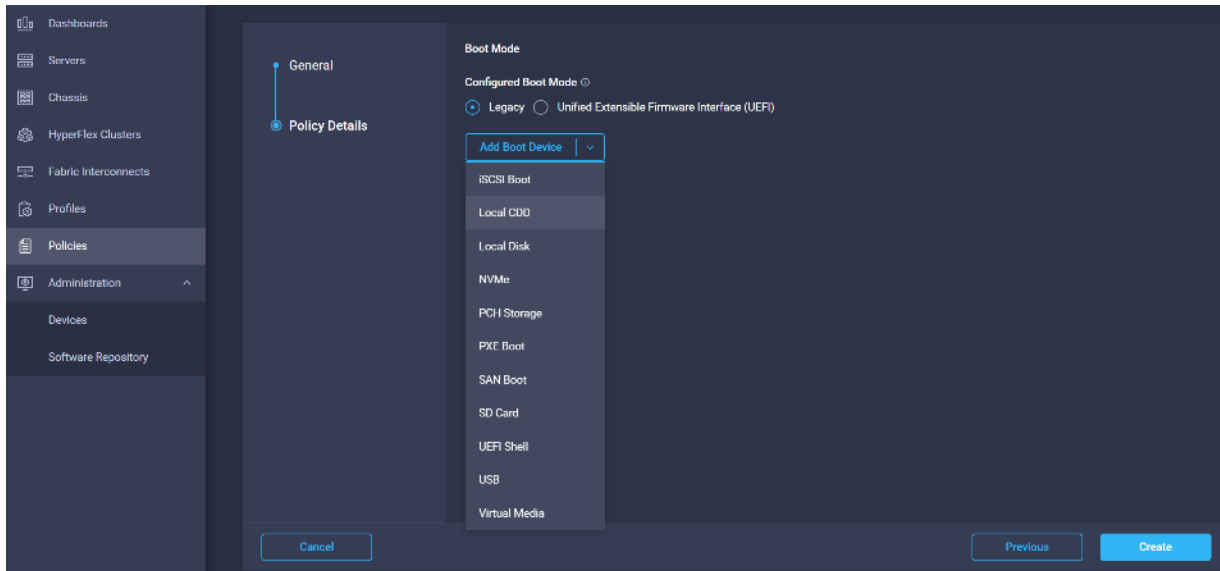 Dashboards
Servers
Chassis
HyperFlex Clusters
Fabric Interconnects
Profiles
Policies
Administration
Devices
Software Repository
General
Policy Details
Boot Mode
Configured Boot Mode
Legacy Unified Extensible Firmware Interface (UEFI)
Add Boot Device
iSCSI Boot
Local CDD
Local Disk
NVMe
PCH Storage
PXE Boot
SAN Boot
SD Card
UEFI Shell
USB
Virtual Media
Cancel
Previous
Create